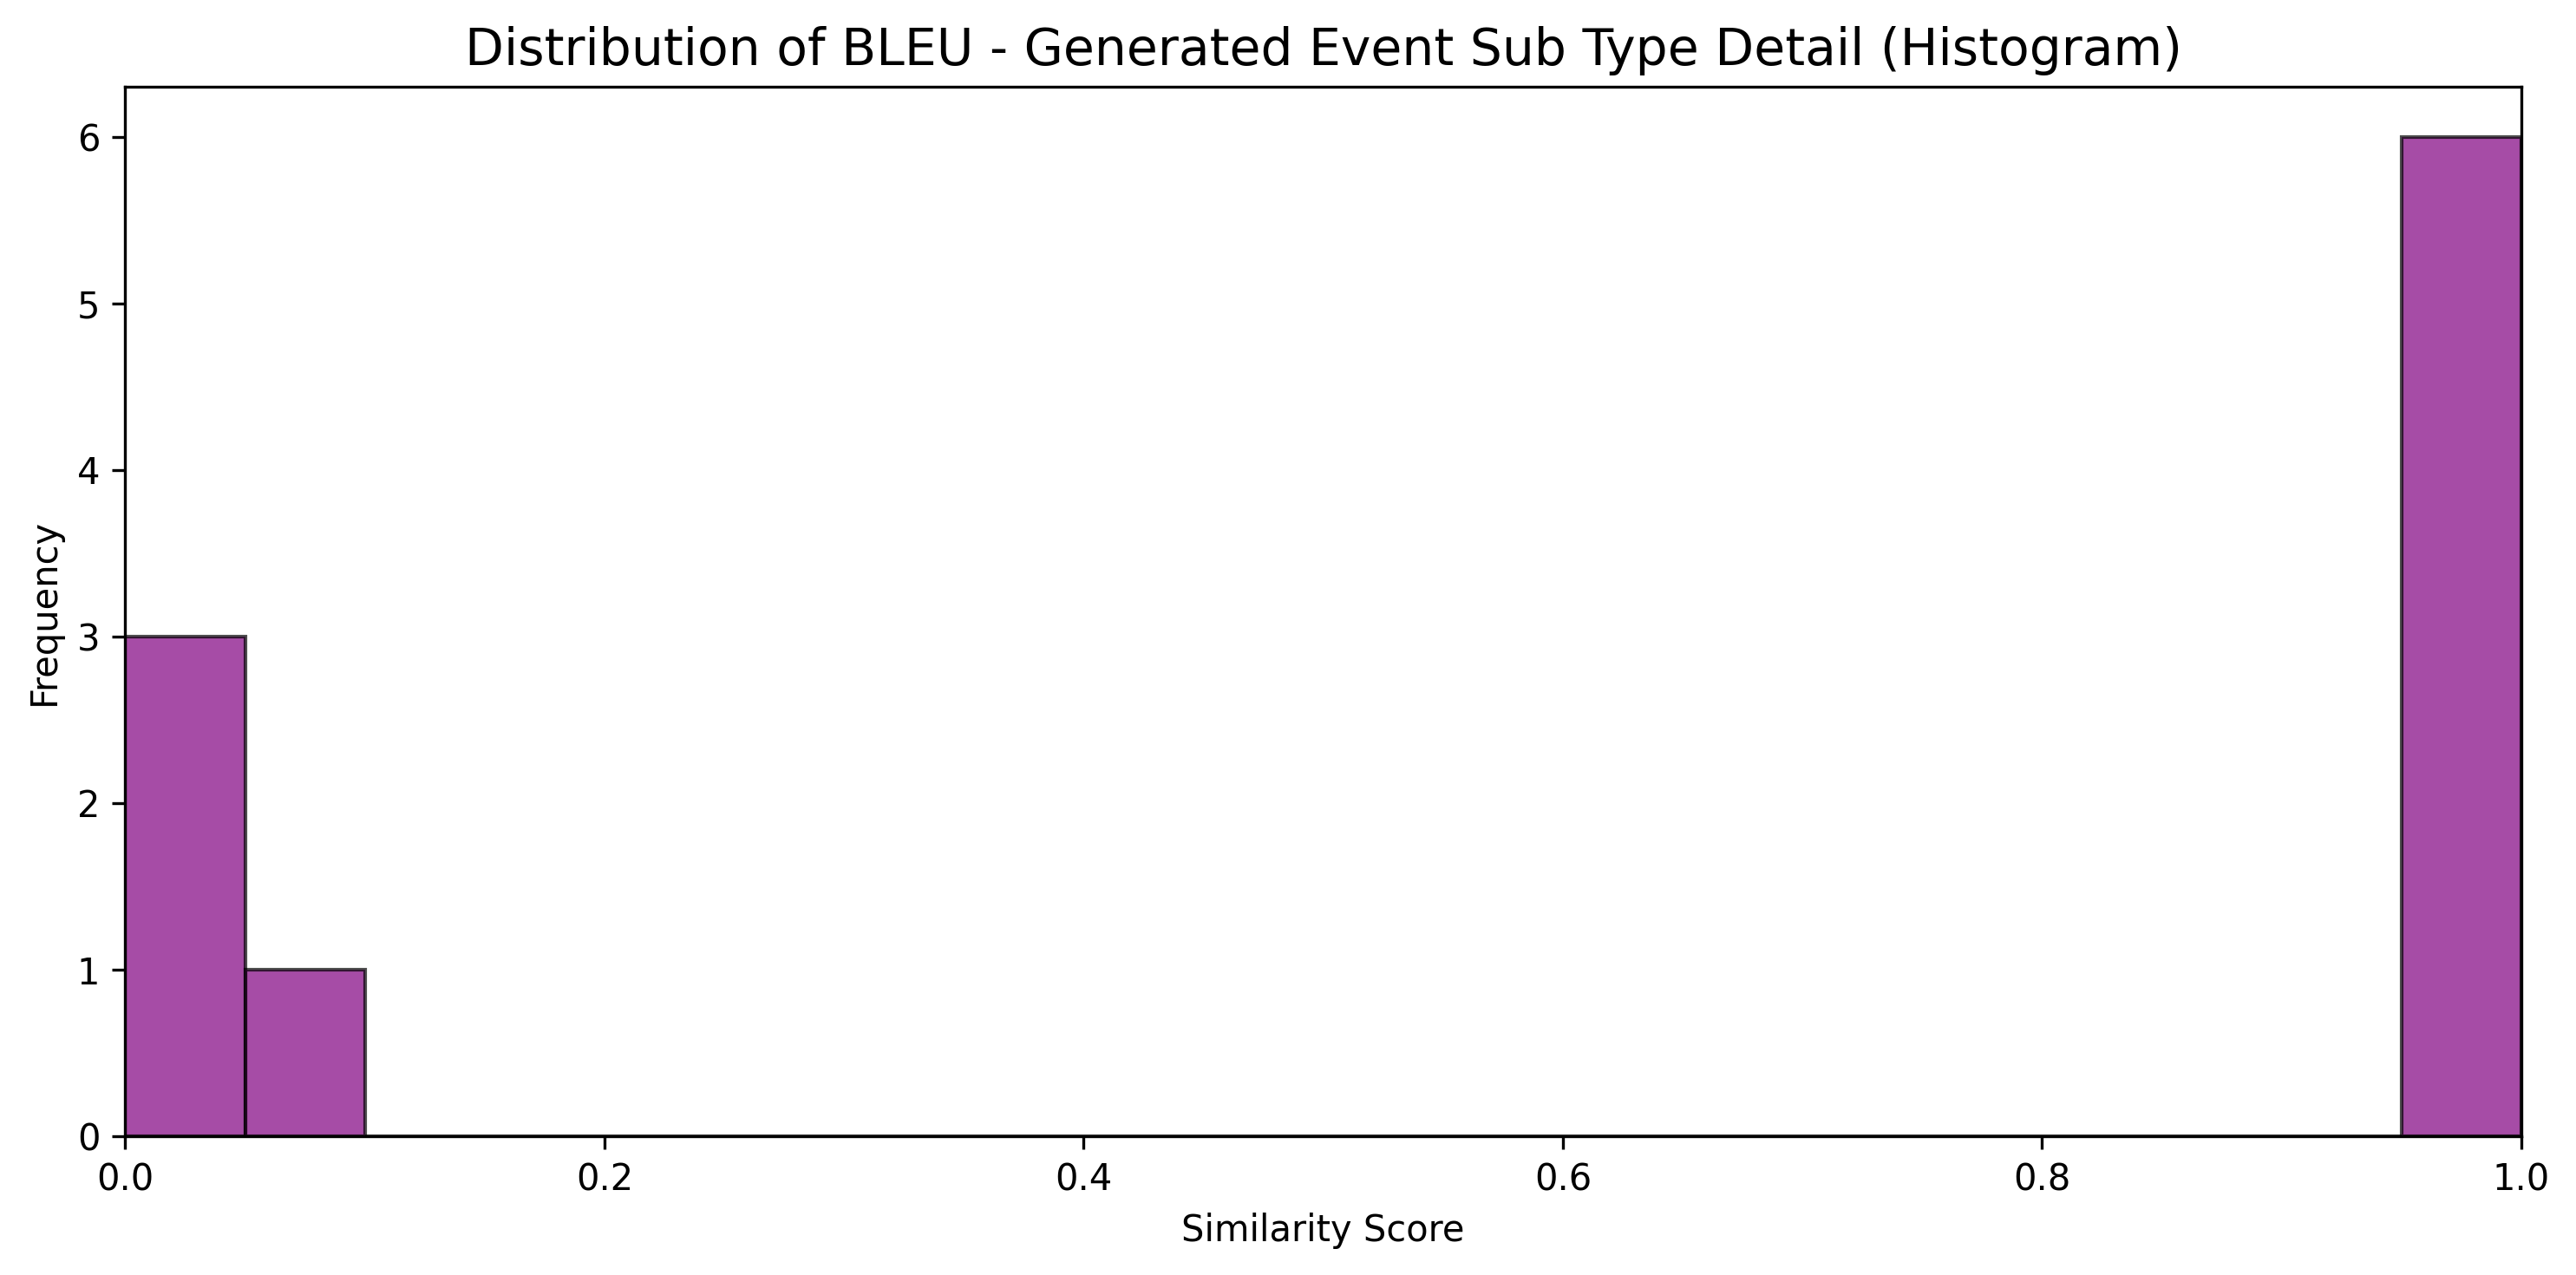 Distribution of BLEU - Generated Event Sub Type Detail (Histogram)
6
5
4
3
2
1
0
Frequency
0.0 0.2 0.4 0.6 0.8 1.0
Similarity Score